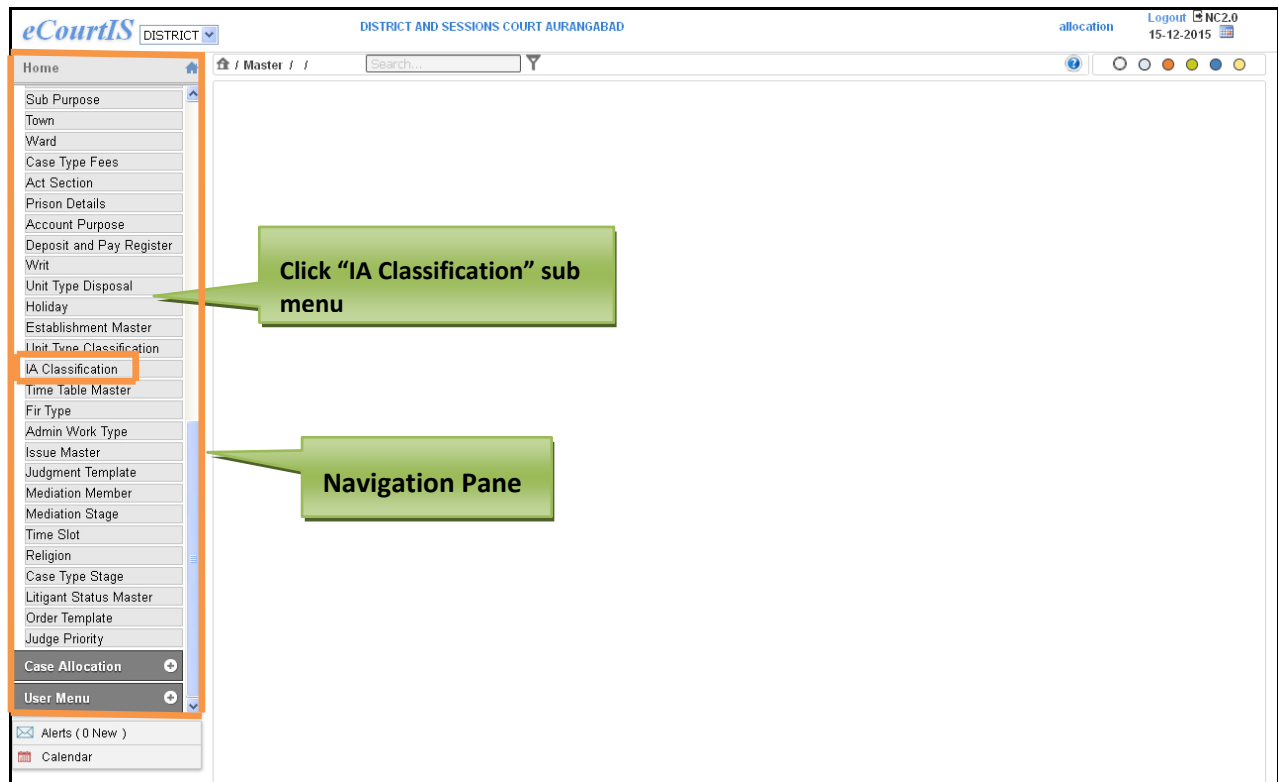 eCourtIS DISTRICT
DISTRICT AND SESSIONS COURT AURANGABAD
allocation
Logout NC2.0
15-12-2015
Home
/ Master / /
Search...
Sub Purpose
Town
Ward
Case Type Fees
Act Section
Prison Details
Account Purpose
Deposit and Pay Register
Writ
Unit Type Disposal
Holiday
Establishment Master
Unit Type Classification
IA Classification
Time Table Master
Fir Type
Admin Work Type
Issue Master
Judgment Template
Mediation Member
Mediation Stage
Time Slot
Religion
Case Type Stage
Litigant Status Master
Order Template
Judge Priority
Case Allocation
User Menu
Alerts ( 0 New )
Calendar
Click “IA Classification” sub
menu
Navigation Pane